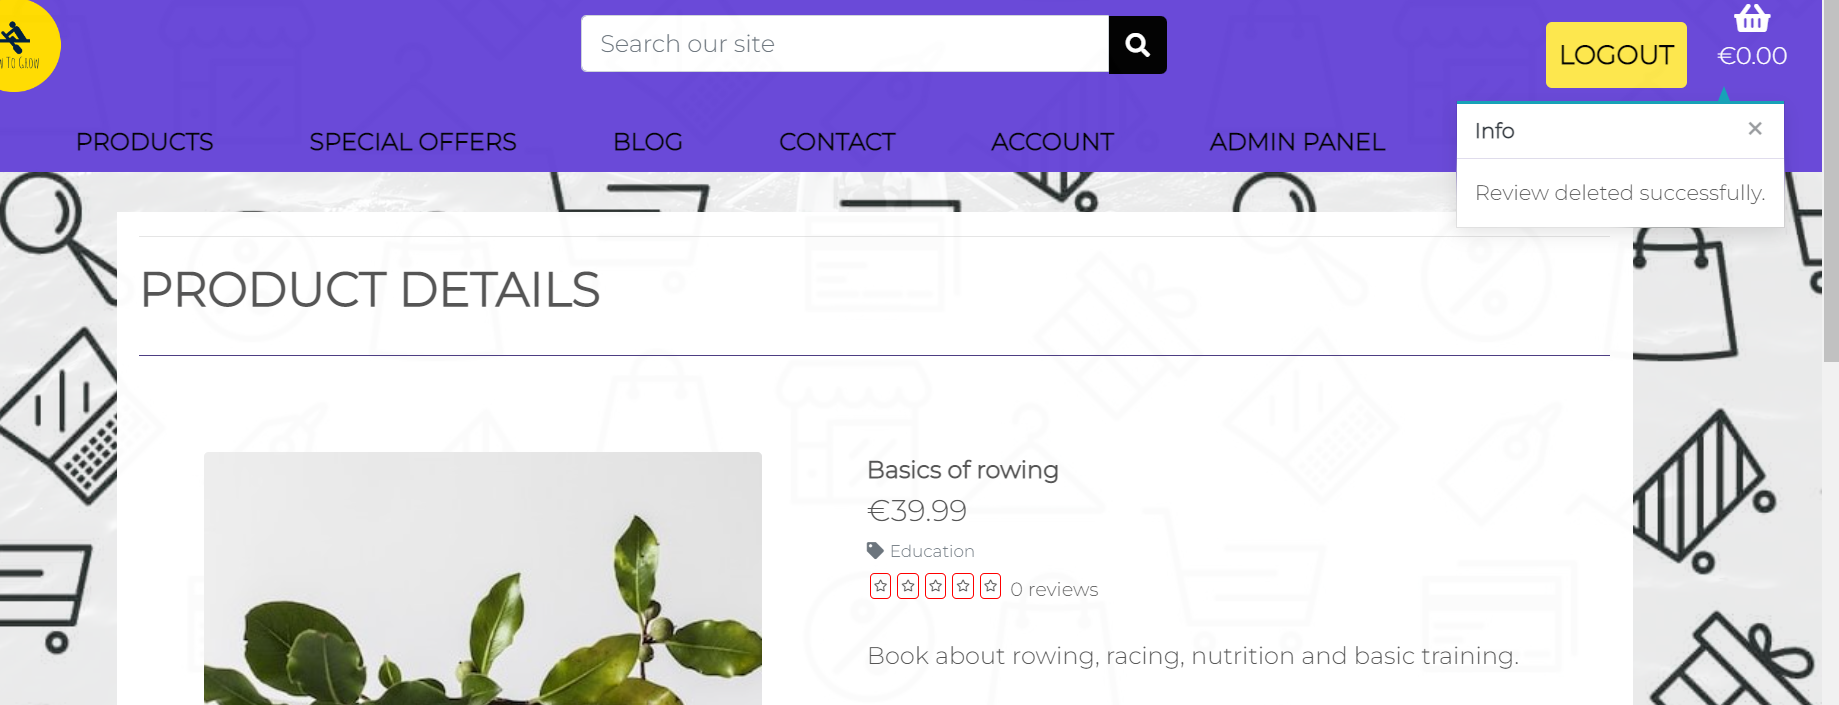 TO GROW
Search our site
LOGOUT
€0.00
PRODUCTS
SPECIAL OFFERS
BLOG
CONTACT
ACCOUNT
ADMIN PANEL
Info
×
Review deleted successfully.
PRODUCT DETAILS
Basics of rowing
€39.99
Education
0 reviews
Book about rowing, racing, nutrition and basic training.